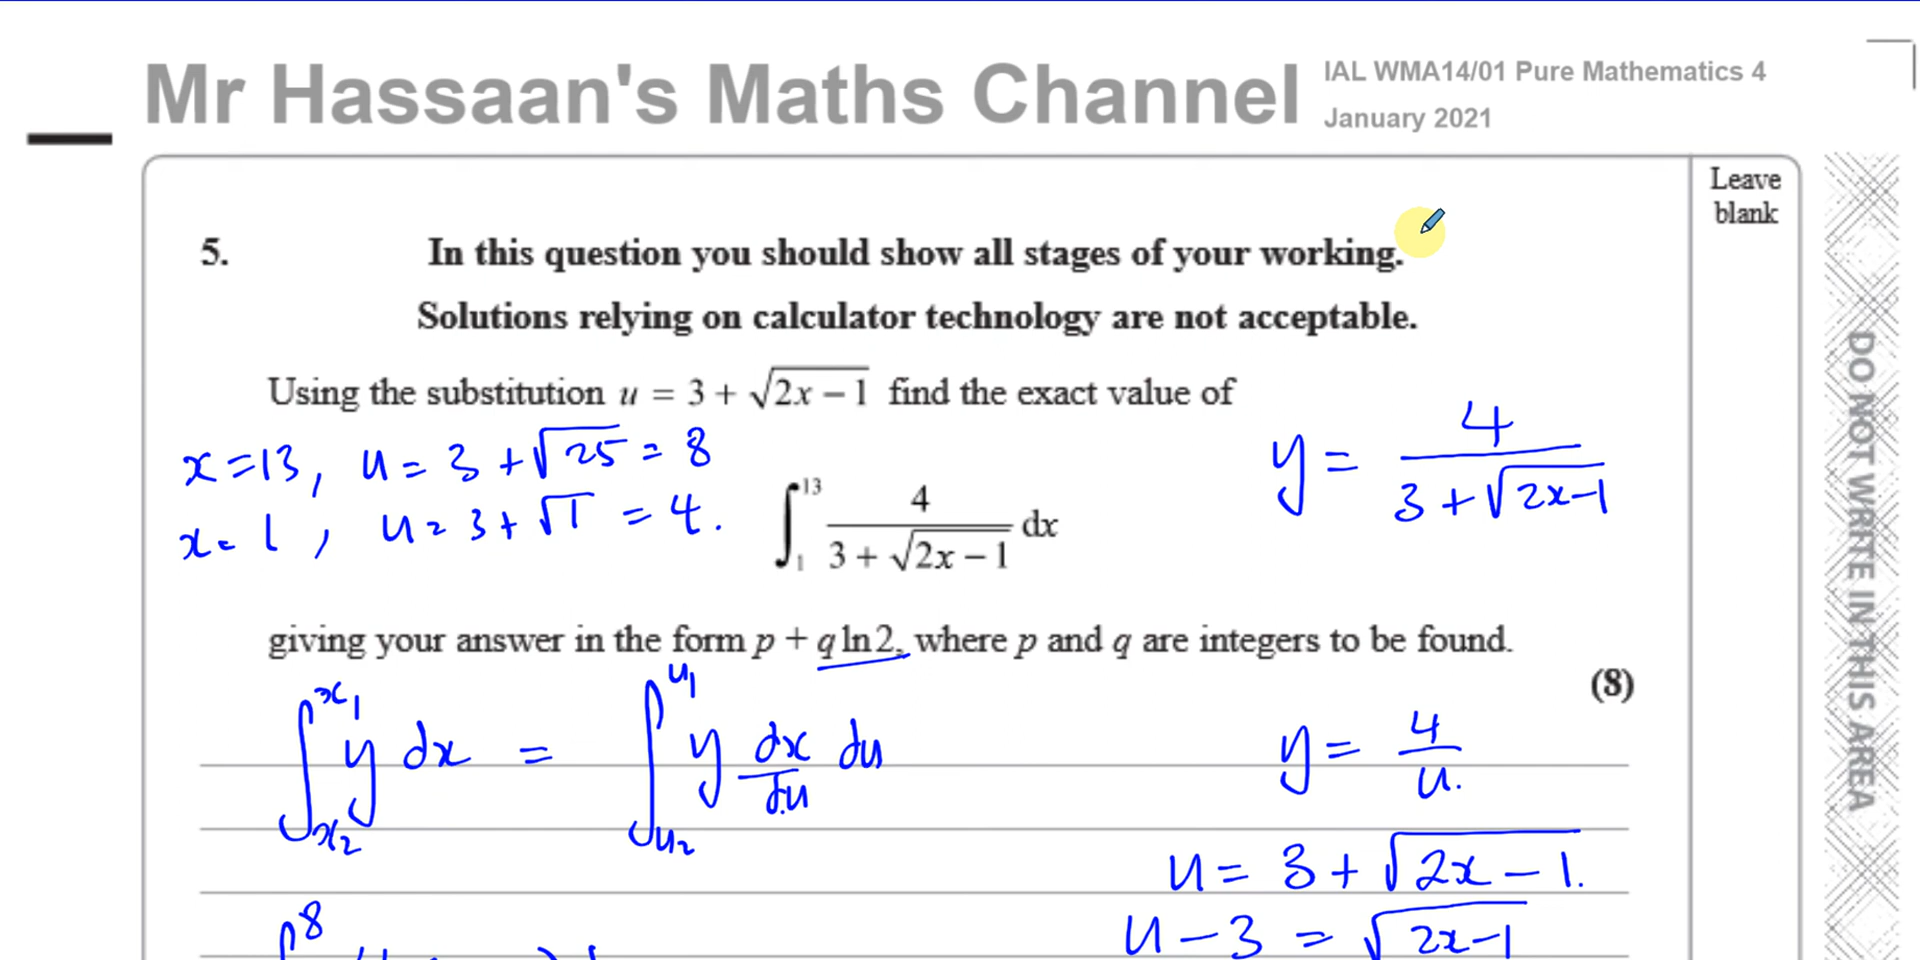 Mr Hassaan's Maths Channel
IAL WMA14/01 Pure Mathematics 4
January 2021
Leave
blank
5.
In this question you should show all stages of your working.
Solutions relying on calculator technology are not acceptable.
Using the substitution u = 3 + √(2x − 1) find the exact value of
x = 13, u = 3 + √25 = 8
x = 1, u = 3 + √1 = 4.
∫₁¹³ 4/(3 + √(2x − 1)) dx
y = 4/(3 + √(2x−1))
giving your answer in the form p + q ln2, where p and q are integers to be found.
(8)
∫_{x₂}^{x₁} y dx = ∫_{u₂}^{u₁} y dx/du du
y = 4/u.
u = 3 + √(2x − 1).
u − 3 = √(2x−1)
∫⁸
DO NOT WRITE IN THIS AREA